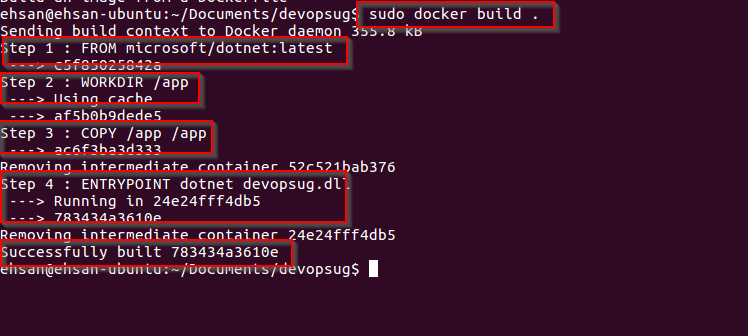 ehsan@ehsan-ubuntu:~/Documents/devopsug$ sudo docker build .
Sending build context to Docker daemon 355.8 kB
Step 1 : FROM microsoft/dotnet:latest
---> c5f85025842a
Step 2 : WORKDIR /app
---> Using cache
---> af5b0b9dede5
Step 3 : COPY /app /app
---> ac6f3ba3d333
Removing intermediate container 52c521bab376
Step 4 : ENTRYPOINT dotnet devopsug.dll
---> Running in 24e24fff4db5
---> 783434a3610e
Removing intermediate container 24e24fff4db5
Successfully built 783434a3610e
ehsan@ehsan-ubuntu:~/Documents/devopsug$